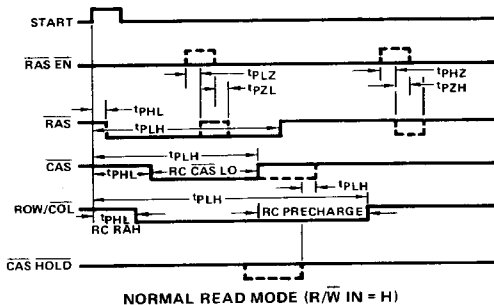 START
RAS EN
tPLZ
tPZL
tPHZ
tPZH
tPHL
RAS
tPLH
tPLH
CAS
tPHL
RC CAS LO
tPLH
tPLH
ROW/COL
tPHL
RC RAH
RC PRECHARGE
CAS HOLD
NORMAL READ MODE (R/W IN = H)